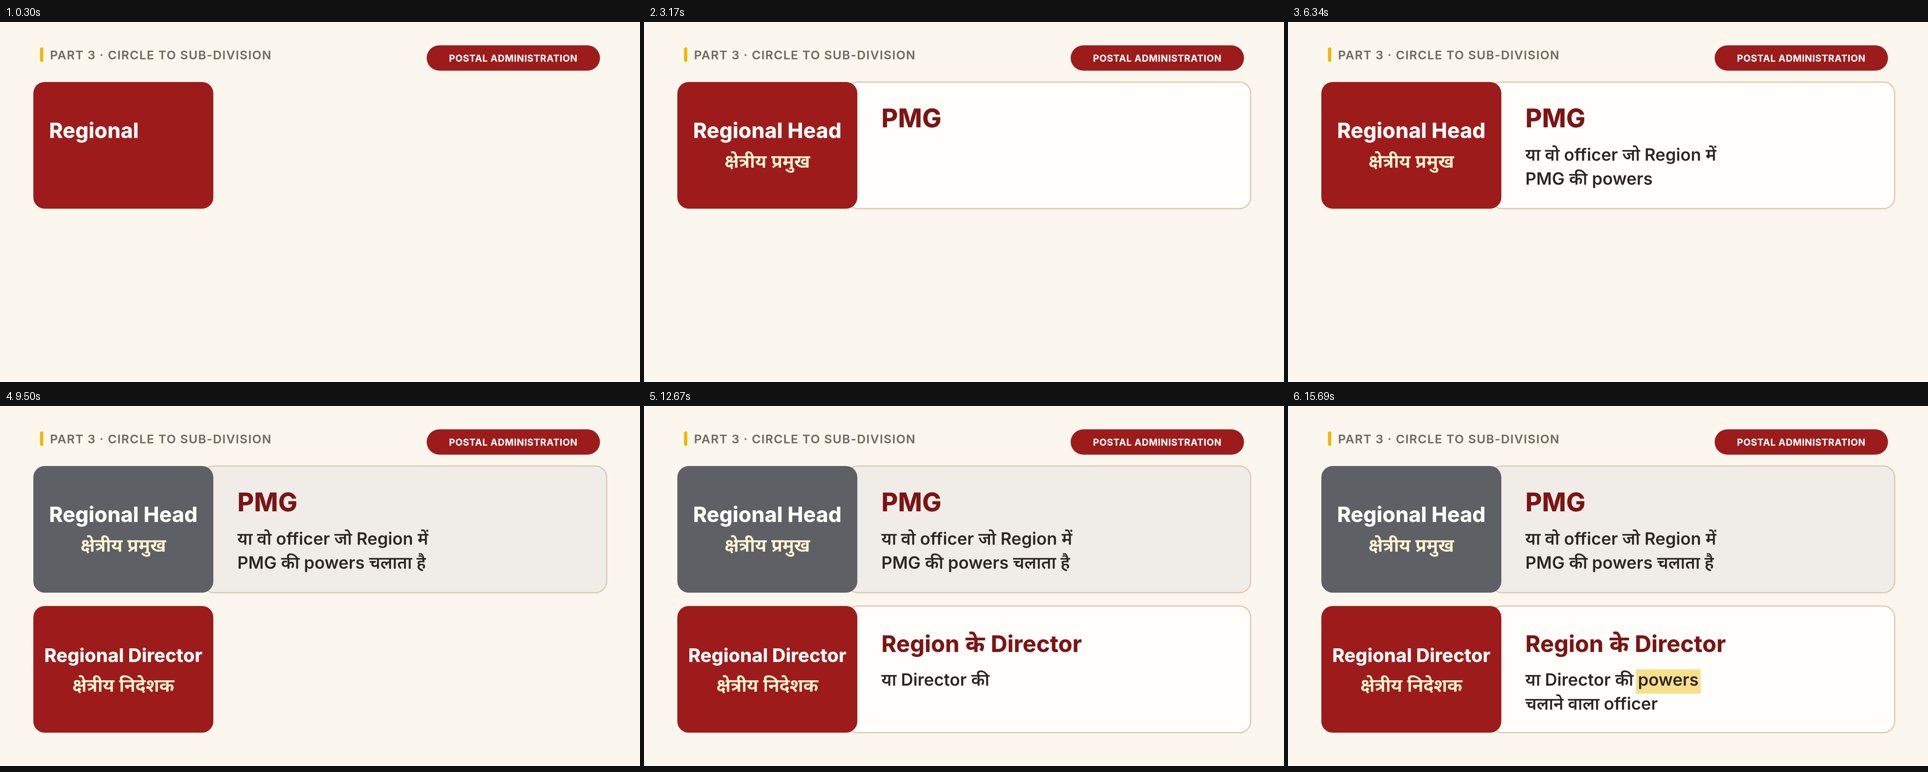 1. 0.30s
PART 3 · CIRCLE TO SUB-DIVISION
POSTAL ADMINISTRATION
Regional
2. 3.17s
PART 3 · CIRCLE TO SUB-DIVISION
POSTAL ADMINISTRATION
Regional Head
क्षेत्रीय प्रमुख
PMG
3. 6.34s
PART 3 · CIRCLE TO SUB-DIVISION
POSTAL ADMINISTRATION
Regional Head
क्षेत्रीय प्रमुख
PMG
या वो officer जो Region में
PMG की powers
4. 9.50s
PART 3 · CIRCLE TO SUB-DIVISION
POSTAL ADMINISTRATION
Regional Head
क्षेत्रीय प्रमुख
PMG
या वो officer जो Region में
PMG की powers चलाता है
Regional Director
क्षेत्रीय निदेशक
5. 12.67s
PART 3 · CIRCLE TO SUB-DIVISION
POSTAL ADMINISTRATION
Regional Head
क्षेत्रीय प्रमुख
PMG
या वो officer जो Region में
PMG की powers चलाता है
Regional Director
क्षेत्रीय निदेशक
Region के Director
या Director की
6. 15.69s
PART 3 · CIRCLE TO SUB-DIVISION
POSTAL ADMINISTRATION
Regional Head
क्षेत्रीय प्रमुख
PMG
या वो officer जो Region में
PMG की powers चलाता है
Regional Director
क्षेत्रीय निदेशक
Region के Director
या Director की powers
चलाने वाला officer